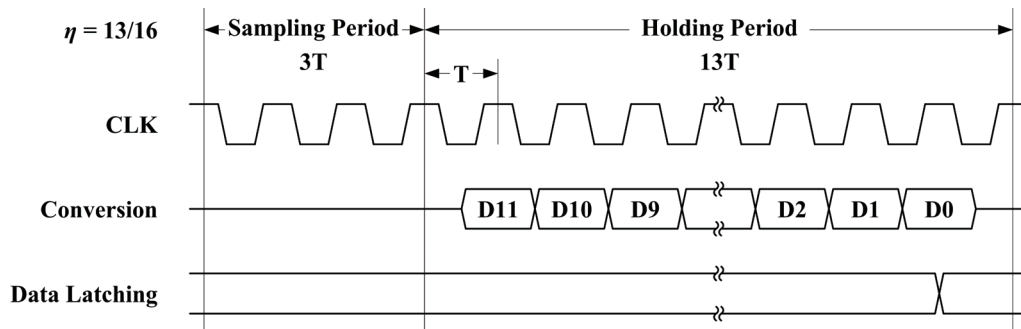 η = 13/16
Sampling Period
Holding Period
3T
T
13T
CLK
Conversion
D11 D10 D9 D2 D1 D0
Data Latching